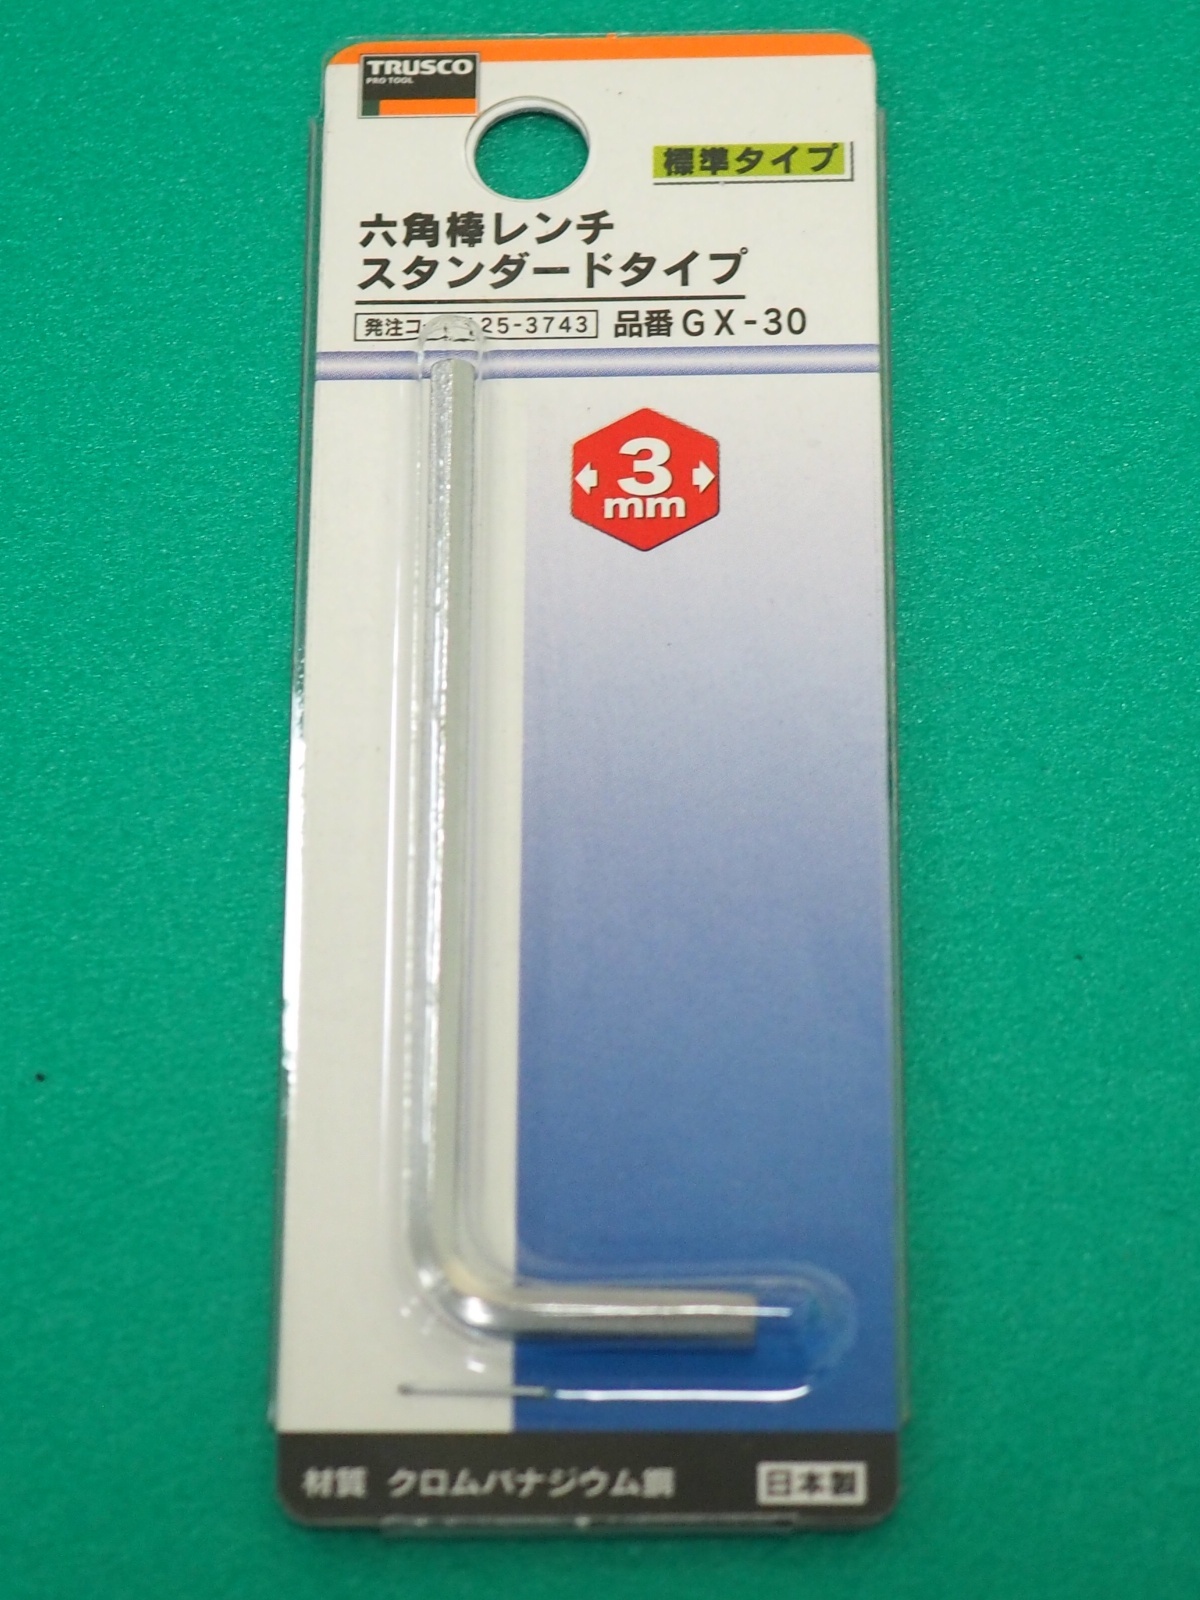 TRUSCO
PRO TOOL
標準タイプ
六角棒レンチ
スタンダードタイプ
25-3743 品番GX-30
3
mm
材質 クロムバナジウム鋼 日本製